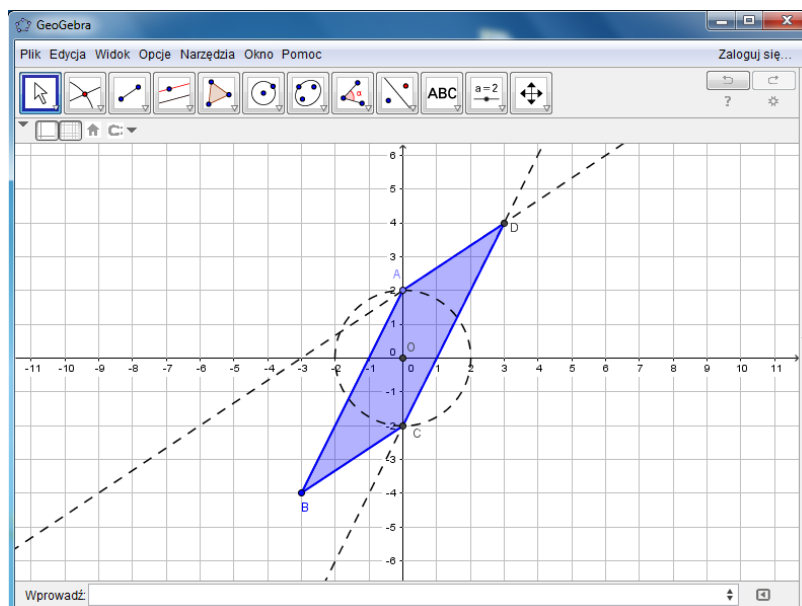 GeoGebra
Plik Edycja Widok Opcje Narzędzia Okno Pomoc Zaloguj się...
α ABC a=2
?
6
5
D
4
3
A
2
1
O
0
-11 -10 -9 -8 -7 -6 -5 -4 -3 -2 -1 0 1 2 3 4 5 6 7 8 9 10 11
-1
-2
C
-3
-4
B
-5
-6
Wprowadź: